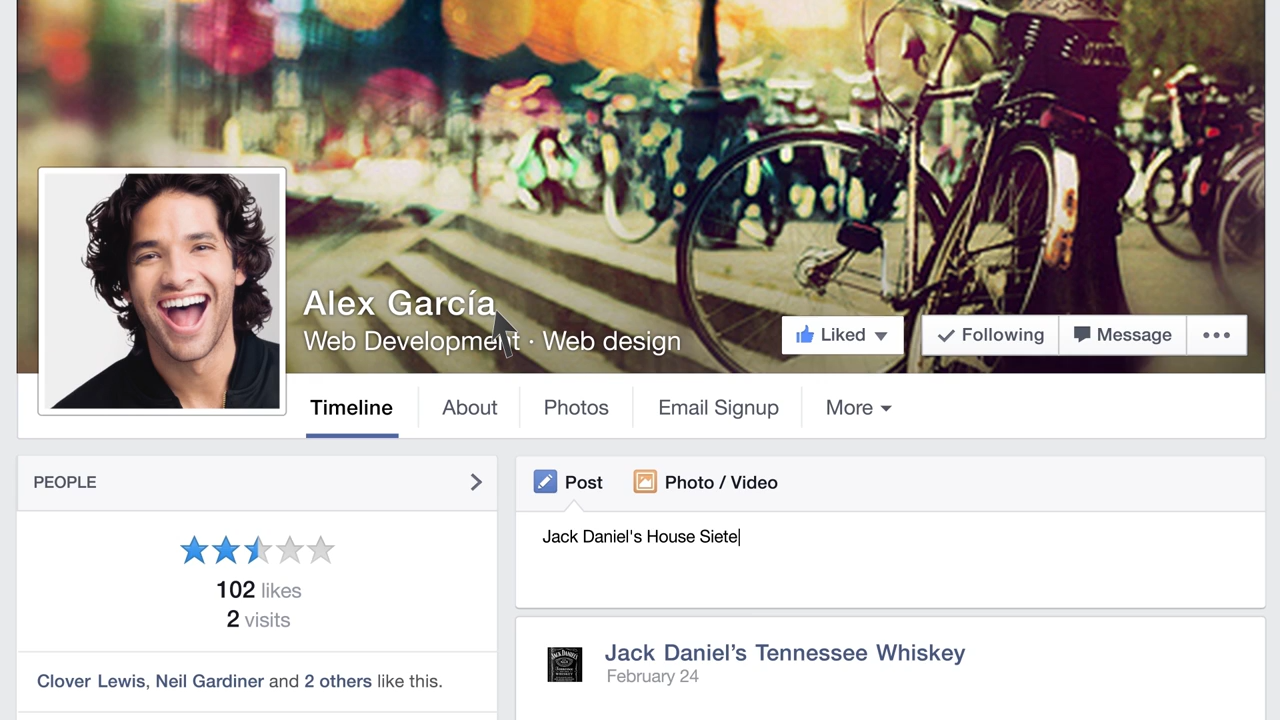 Alex García
Web Development · Web design
Liked
Following
Message
Timeline
About
Photos
Email Signup
More
PEOPLE
102 likes
2 visits
Clover Lewis, Neil Gardiner and 2 others like this.
Post
Photo / Video
Jack Daniel's House Siete
Jack Daniel’s Tennessee Whiskey
February 24